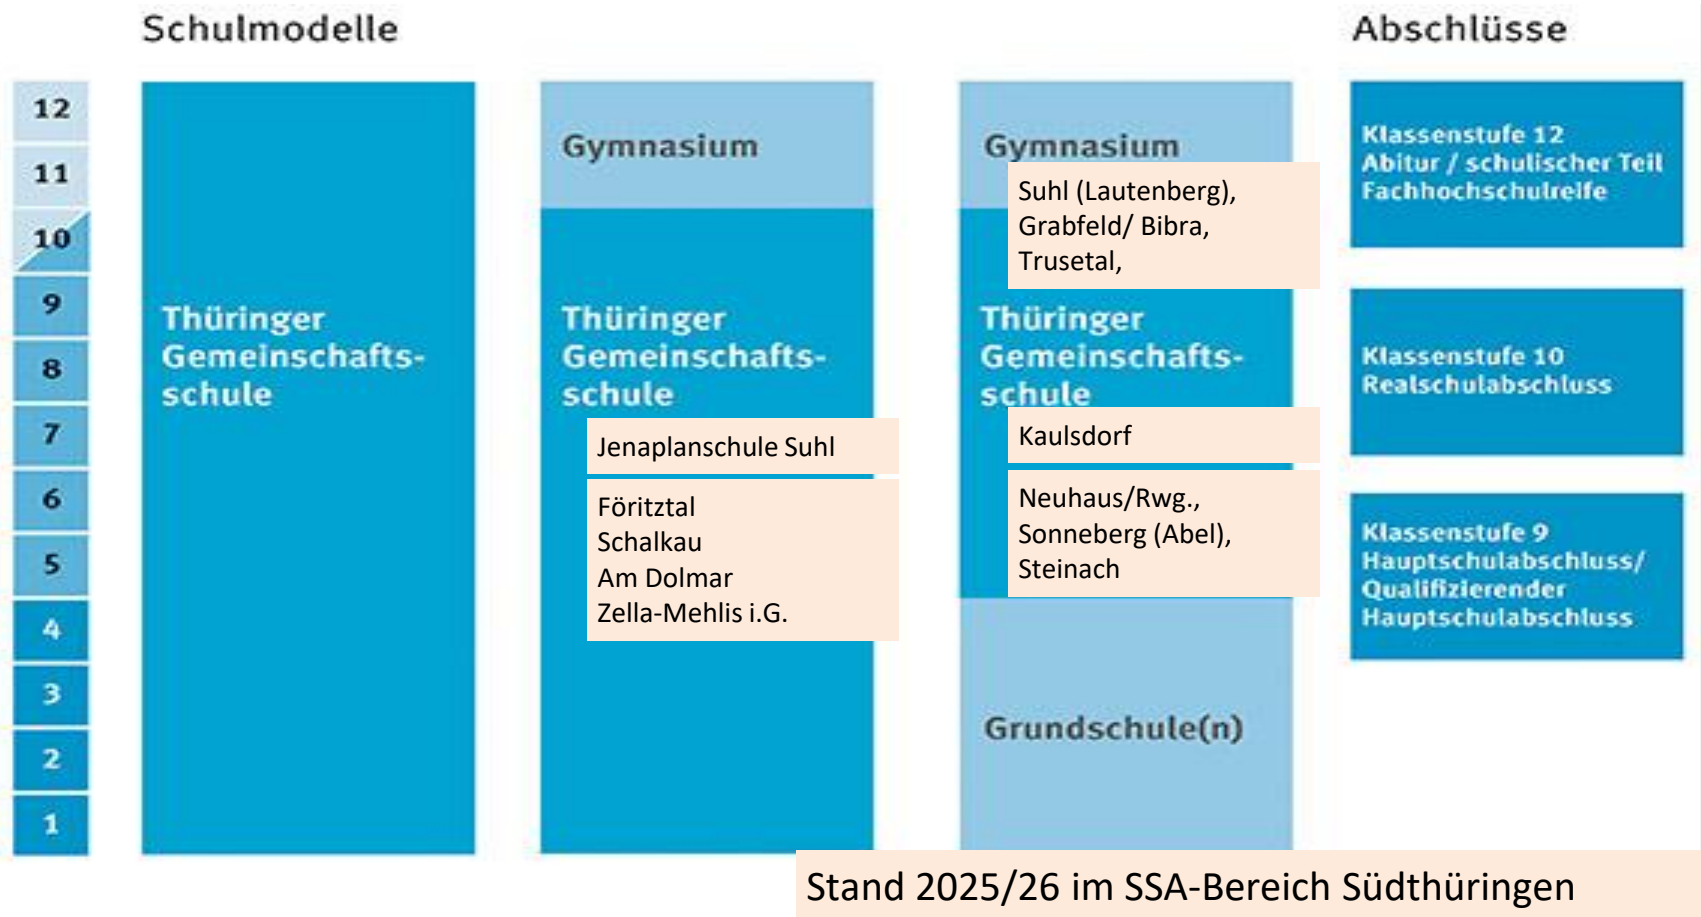 Schulmodelle
Abschlüsse
12
11
10
9
8
7
6
5
4
3
2
1
Thüringer
Gemeinschafts-
schule
Gymnasium
Thüringer
Gemeinschafts-
schule
Jenaplanschule Suhl
Föritztal
Schalkau
Am Dolmar
Zella-Mehlis i.G.
Gymnasium
Suhl (Lautenberg),
Grabfeld/ Bibra,
Trusetal,
Thüringer
Gemeinschafts-
schule
Kaulsdorf
Neuhaus/Rwg.,
Sonneberg (Abel),
Steinach
Grundschule(n)
Klassenstufe 12
Abitur / schulischer Teil
Fachhochschulreife
Klassenstufe 10
Realschulabschluss
Klassenstufe 9
Hauptschulabschluss/
Qualifizierender
Hauptschulabschluss
Stand 2025/26 im SSA-Bereich Südthüringen